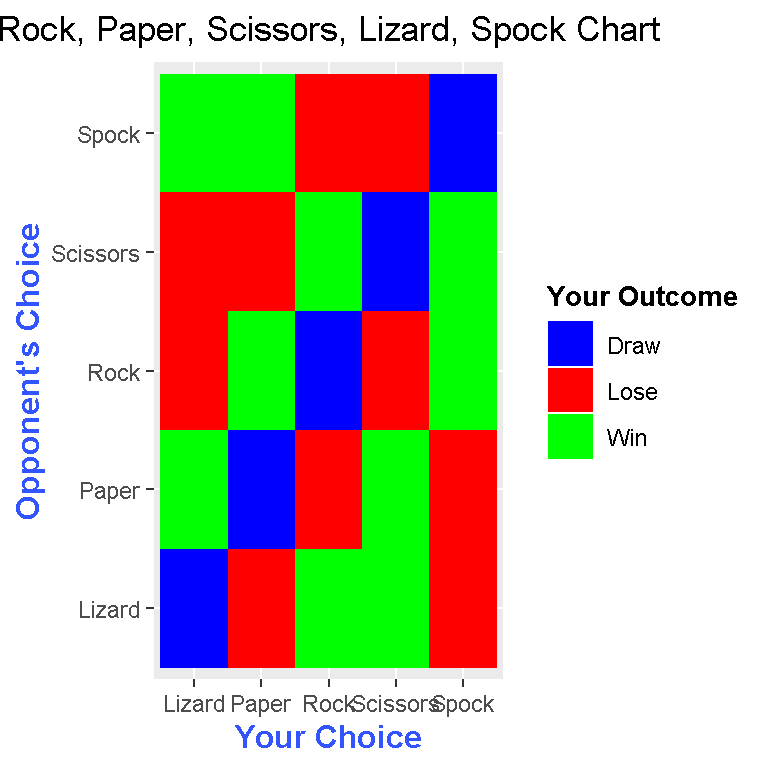 Rock, Paper, Scissors, Lizard, Spock Chart
Opponent's Choice
Spock
Scissors
Rock
Paper
Lizard
Lizard Paper Rock Scissors Spock
Your Choice
Your Outcome
Draw
Lose
Win